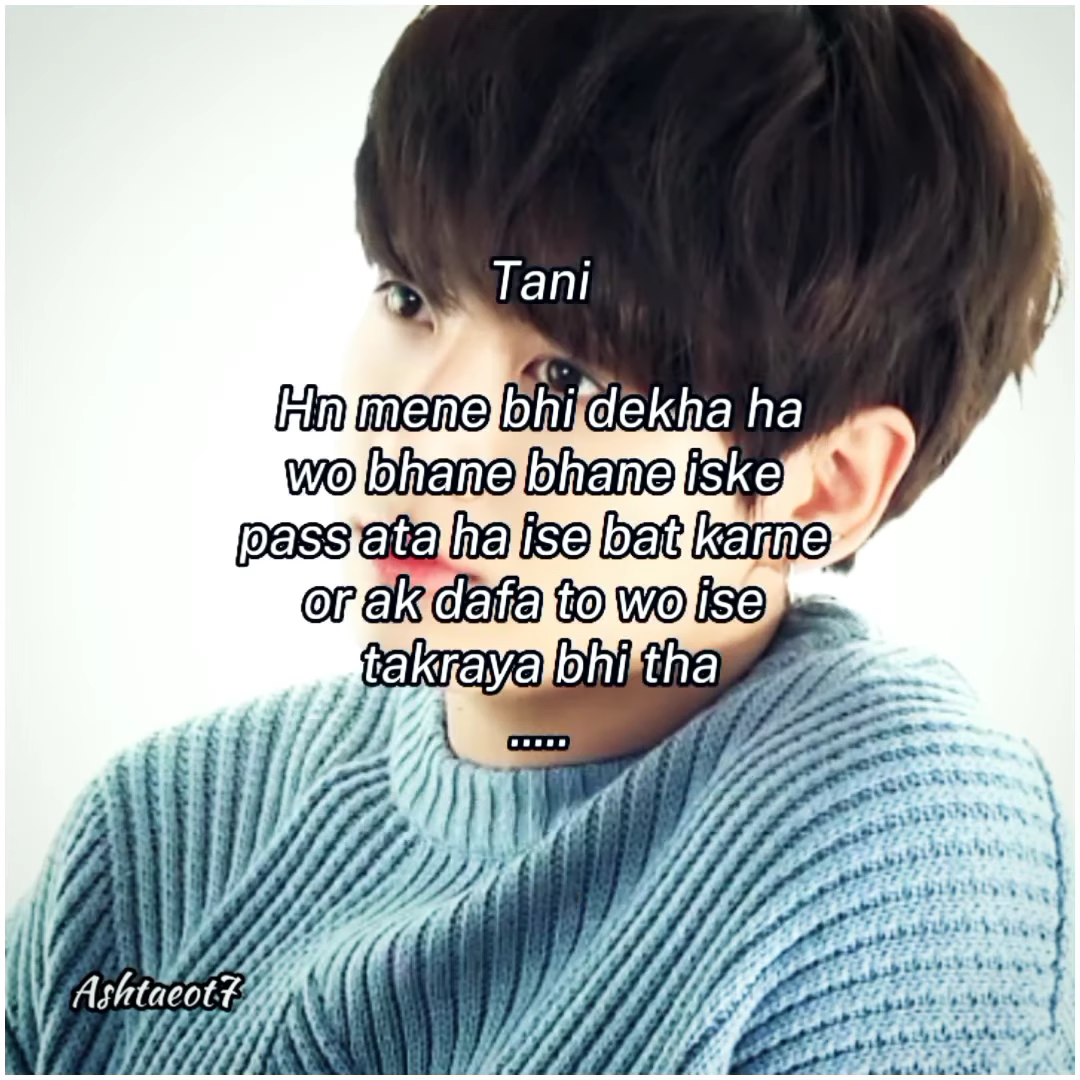 Tani
Hn mene bhi dekha ha
wo bhane bhane iske
pass ata ha ise bat karne
or ak dafa to wo ise
takraya bhi tha
.....
Ashtaeot7